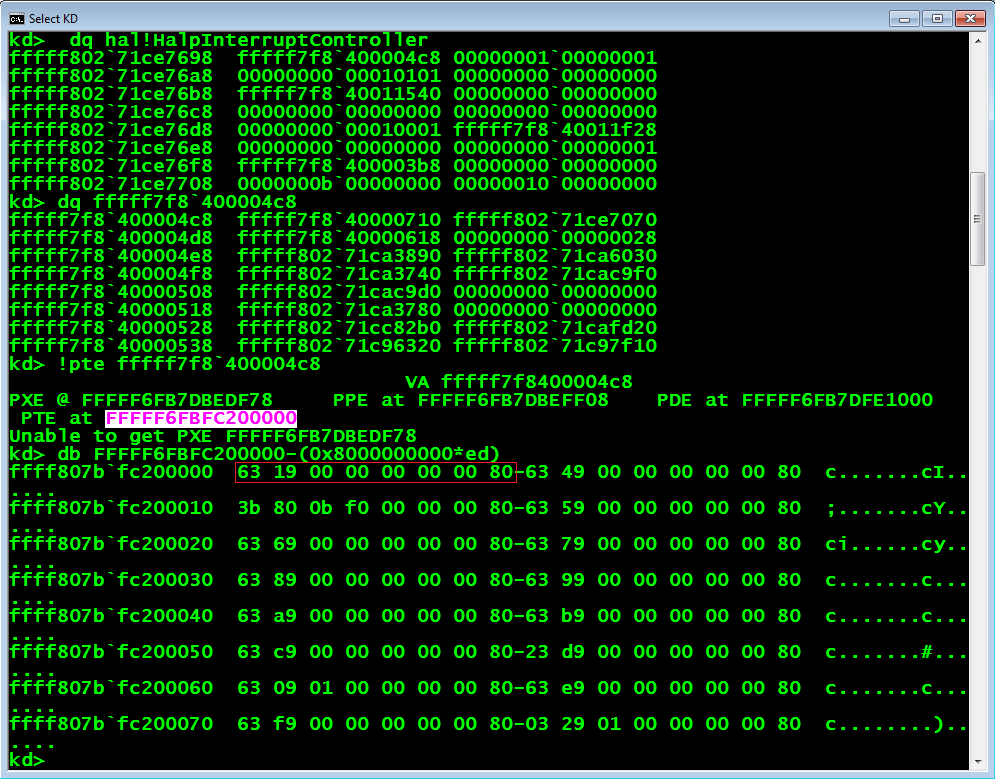 Select KD
kd>  dq hal!HalpInterruptController
fffff802`71ce7698  fffff7f8`400004c8 00000001`00000001
fffff802`71ce76a8  00000000`00010101 00000000`00000000
fffff802`71ce76b8  fffff7f8`40011540 00000000`00000000
fffff802`71ce76c8  00000000`00000000 00000000`00000000
fffff802`71ce76d8  00000000`00010001 fffff7f8`40011f28
fffff802`71ce76e8  00000000`00000000 00000000`00000001
fffff802`71ce76f8  fffff7f8`400003b8 00000000`00000000
fffff802`71ce7708  0000000b`00000000 00000010`00000000
kd> dq fffff7f8`400004c8
fffff7f8`400004c8  fffff7f8`40000710 fffff802`71ce7070
fffff7f8`400004d8  fffff7f8`40000618 00000000`00000028
fffff7f8`400004e8  fffff802`71ca3890 fffff802`71ca6030
fffff7f8`400004f8  fffff802`71ca3740 fffff802`71cac9f0
fffff7f8`40000508  fffff802`71cac9d0 00000000`00000000
fffff7f8`40000518  fffff802`71ca3780 00000000`00000000
fffff7f8`40000528  fffff802`71cc82b0 fffff802`71cafd20
fffff7f8`40000538  fffff802`71c96320 fffff802`71c97f10
kd> !pte fffff7f8`400004c8
VA fffff7f8400004c8
PXE @ FFFFF6FB7DBEDF78     PPE at FFFFF6FB7DBEFF08    PDE at FFFFF6FB7DFE1000
PTE at FFFFF6FBFC200000
Unable to get PXE FFFFF6FB7DBEDF78
kd> db FFFFF6FBFC200000-(0x8000000000*ed)
ffff807b`fc200000  63 19 00 00 00 00 00 80-63 49 00 00 00 00 00 80  c.......cI..
....
ffff807b`fc200010  3b 80 0b f0 00 00 00 80-63 59 00 00 00 00 00 80  ;.......cY..
....
ffff807b`fc200020  63 69 00 00 00 00 00 80-63 79 00 00 00 00 00 80  ci......cy..
....
ffff807b`fc200030  63 89 00 00 00 00 00 80-63 99 00 00 00 00 00 80  c.......c...
....
ffff807b`fc200040  63 a9 00 00 00 00 00 80-63 b9 00 00 00 00 00 80  c.......c...
....
ffff807b`fc200050  63 c9 00 00 00 00 00 80-23 d9 00 00 00 00 00 80  c.......#...
....
ffff807b`fc200060  63 09 01 00 00 00 00 80-63 e9 00 00 00 00 00 80  c.......c...
....
ffff807b`fc200070  63 f9 00 00 00 00 00 80-03 29 01 00 00 00 00 80  c........)..
....
kd>